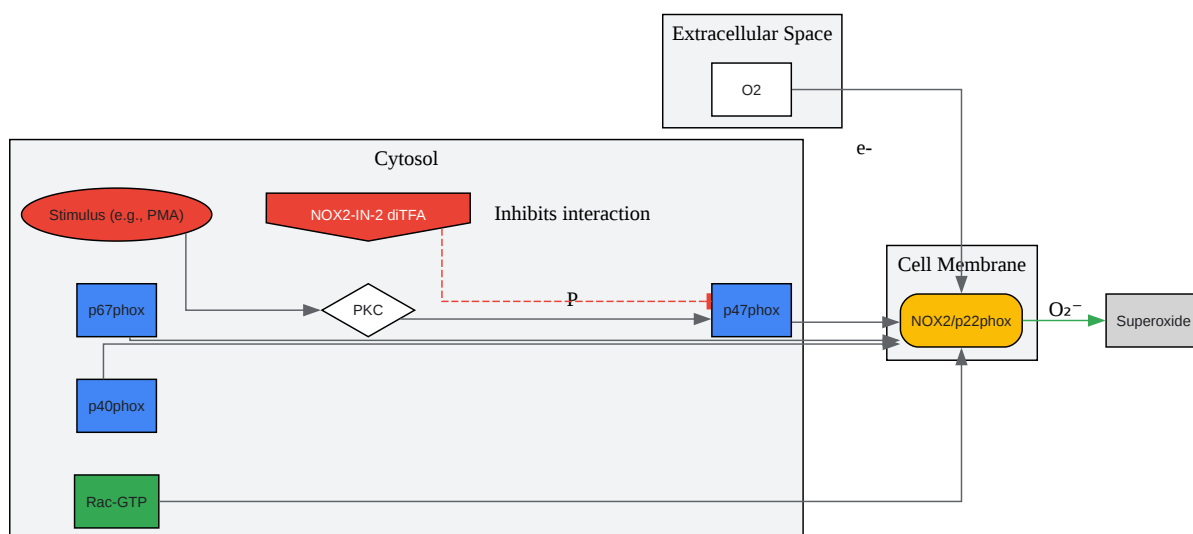 Extracellular Space
O2
e-
Cytosol
Stimulus (e.g., PMA)
NOX2-IN-2 diTFA
Inhibits interaction
Cell Membrane
p67phox
PKC
P
p47phox
NOX2/p22phox
O₂⁻
Superoxide
p40phox
Rac-GTP